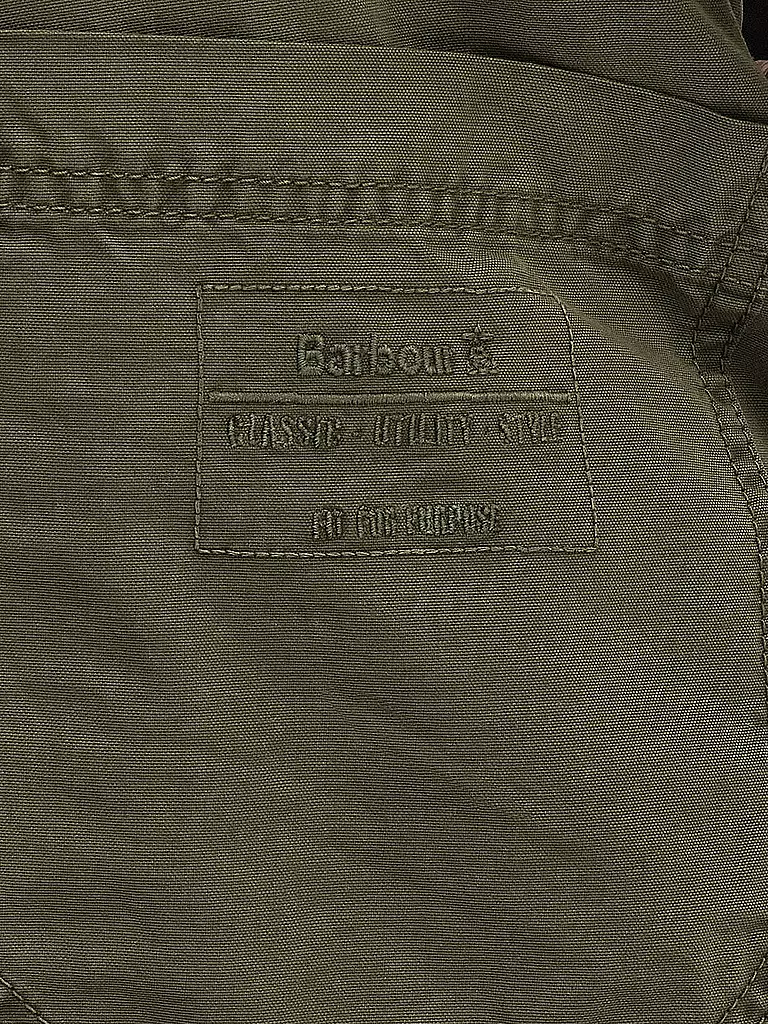 Barbour
CLASSIC - UTILITY - STYLE
FIT FOR PURPOSE